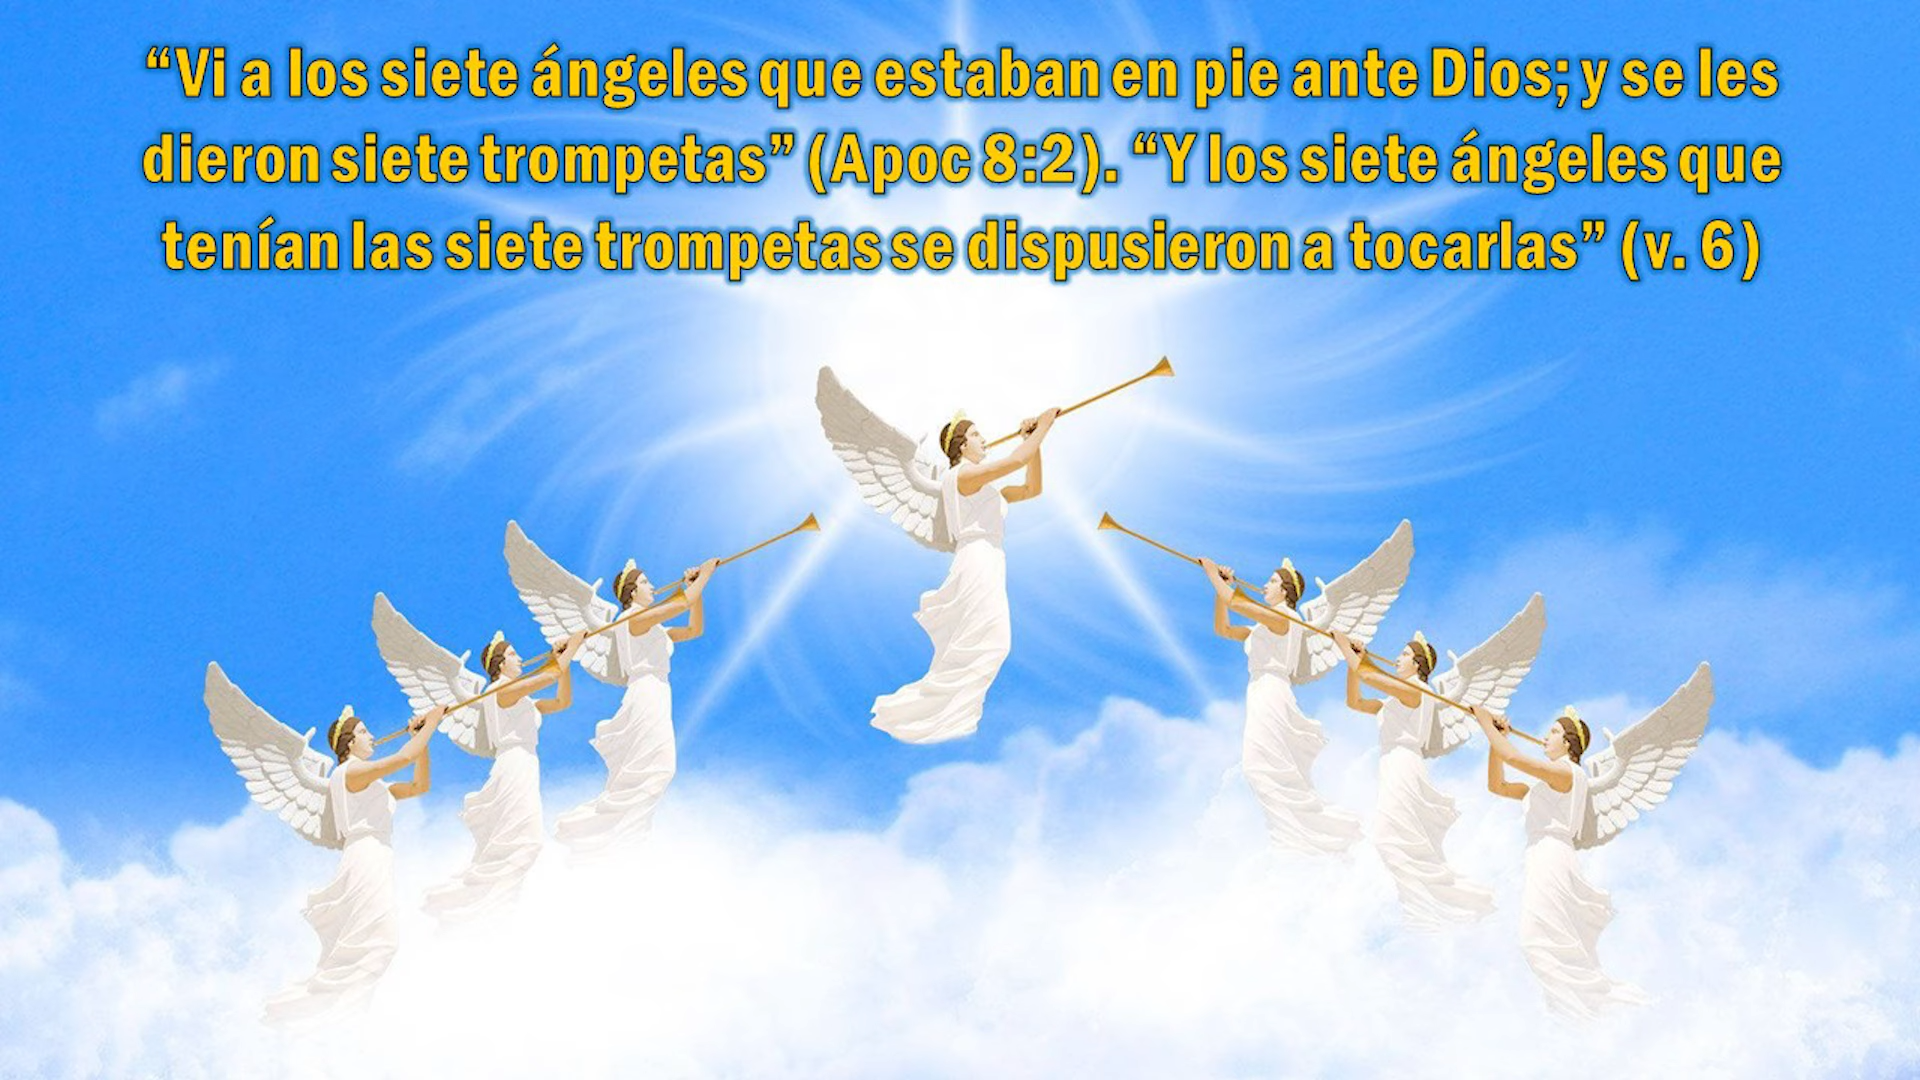 “Vi a los siete ángeles que estaban en pie ante Dios; y se les
dieron siete trompetas” (Apoc 8:2). “Y los siete ángeles que
tenían las siete trompetas se dispusieron a tocarlas” (v. 6)